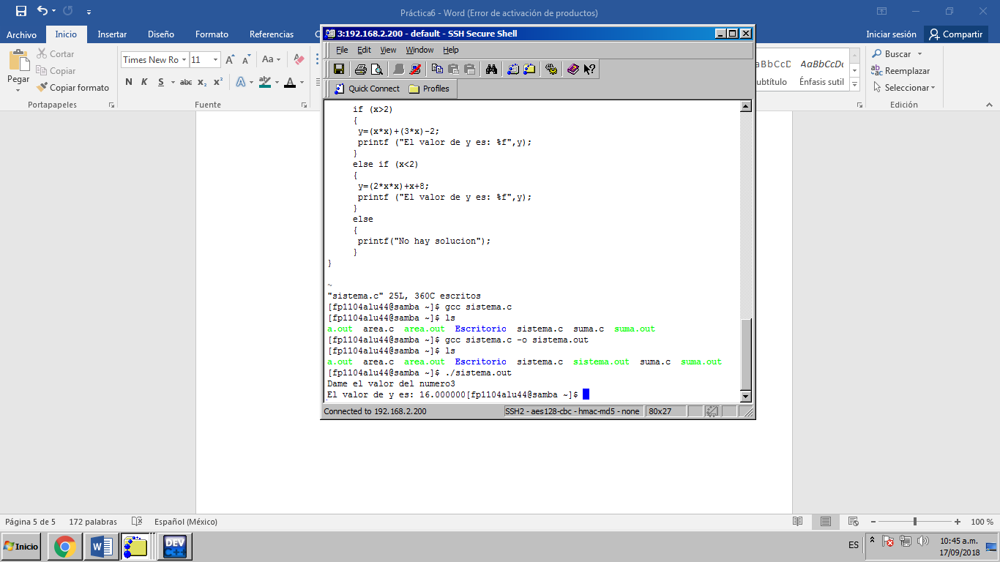 Práctica6 - Word (Error de activación de productos)
Archivo Inicio Insertar Diseño Formato Referencias
Iniciar sesión Compartir
Pegar
Cortar
Copiar
Copiar formato
Portapapeles
Times New Ro 11
Aa
N K S abc x₂ x² A A
Fuente
AaBbCcDc
ubtítulo Énfasis sutil
Buscar
Reemplazar
Seleccionar
Edición
3:192.168.2.200 - default - SSH Secure Shell
File Edit View Window Help
Quick Connect Profiles
if (x>2)
{
y=(x*x)+(3*x)-2;
printf ("El valor de y es: %f",y);
}
else if (x<2)
{
y=(2*x*x)+x+8;
printf ("El valor de y es: %f",y);
}
else
{
printf("No hay solucion");
}
}
~
"sistema.c" 25L, 360C escritos
[fp1104alu44@samba ~]$ gcc sistema.c
[fp1104alu44@samba ~]$ ls
a.out area.c area.out Escritorio sistema.c suma.c suma.out
[fp1104alu44@samba ~]$ gcc sistema.c -o sistema.out
[fp1104alu44@samba ~]$ ls
a.out area.c area.out Escritorio sistema.c sistema.out suma.c suma.out
[fp1104alu44@samba ~]$ ./sistema.out
Dame el valor del numero3
El valor de y es: 16.000000[fp1104alu44@samba ~]$
Connected to 192.168.2.200 SSH2 - aes128-cbc - hmac-md5 - none 80x27
Página 5 de 5 172 palabras Español (México) 100 %
Inicio
DEV C++
ES
10:45 a.m.
17/09/2018